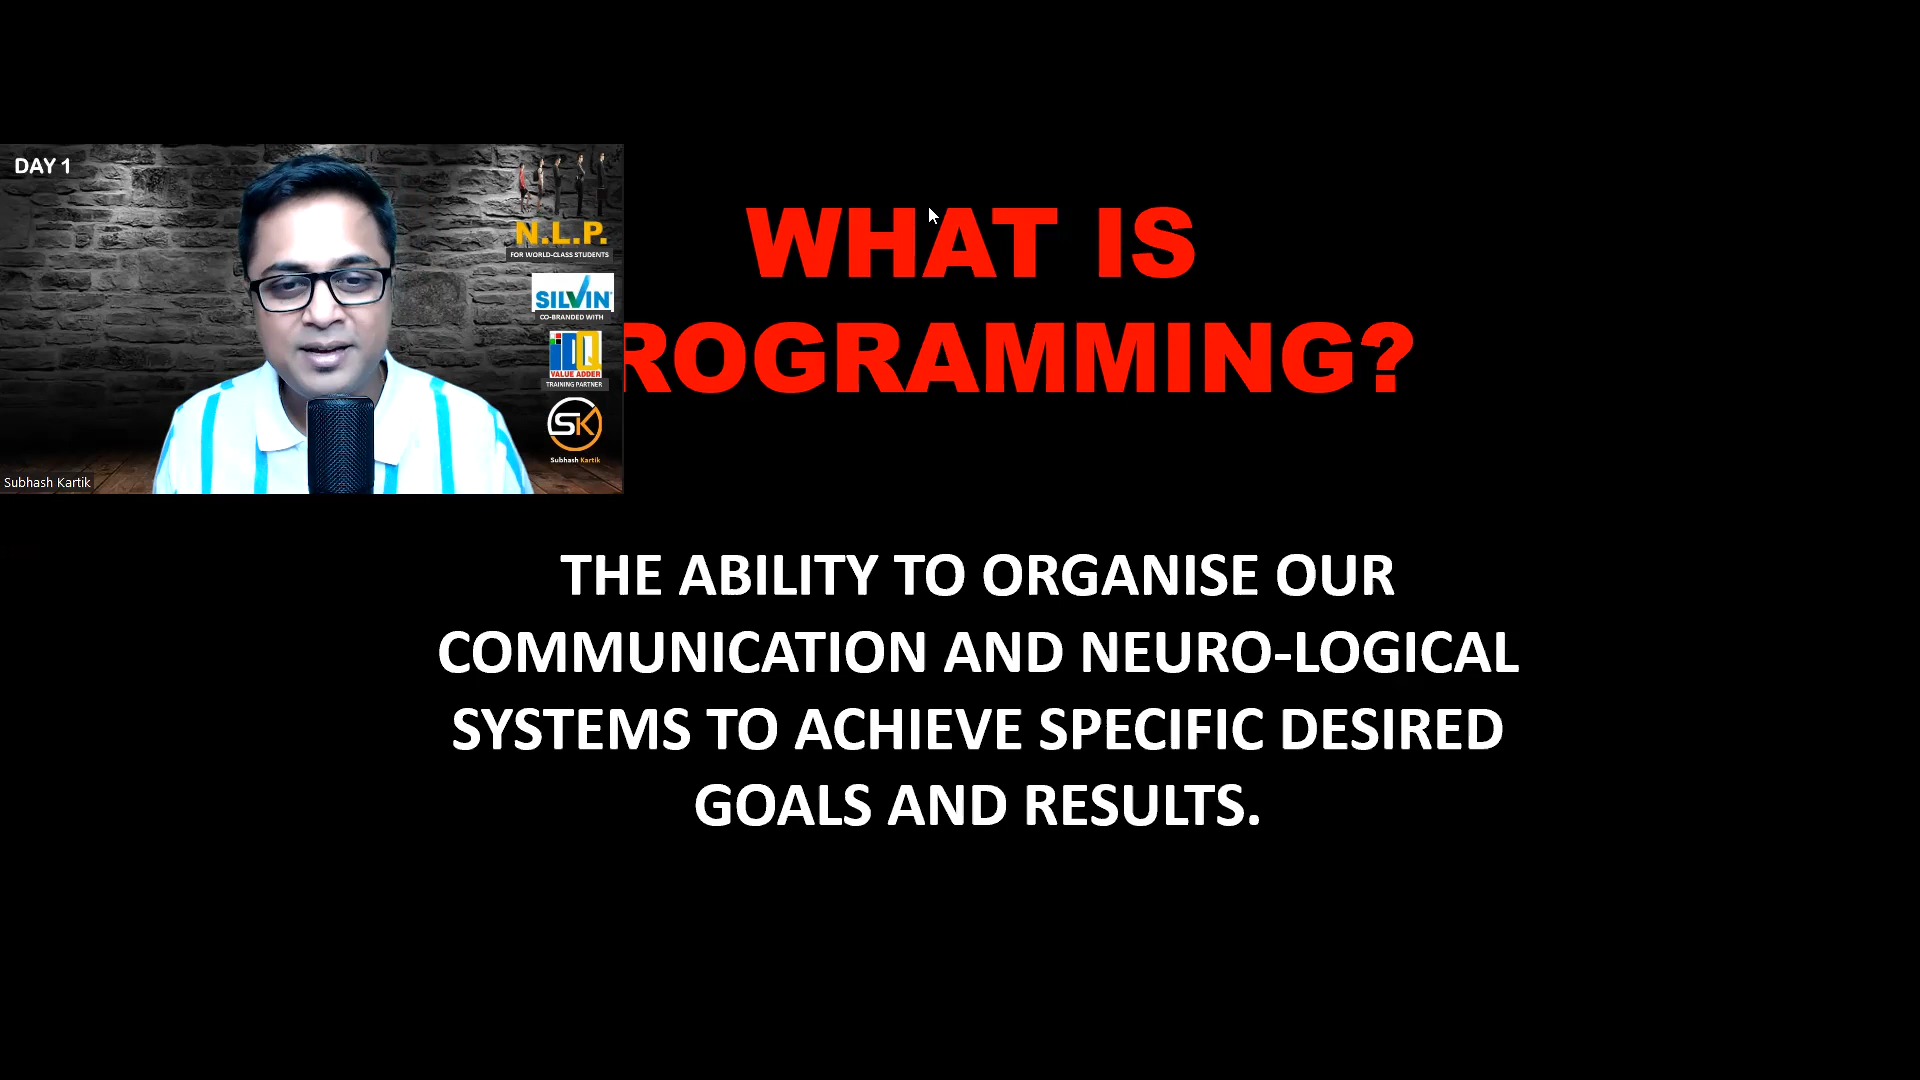 DAY 1
N.L.P.
FOR WORLD-CLASS STUDENTS
SILVIN
CO-BRANDED WITH
iDQ
VALUE ADDER
TRAINING PARTNER
SK
Subhash Kartik
Subhash Kartik
WHAT IS
ROGRAMMING?
THE ABILITY TO ORGANISE OUR
COMMUNICATION AND NEURO-LOGICAL
SYSTEMS TO ACHIEVE SPECIFIC DESIRED
GOALS AND RESULTS.